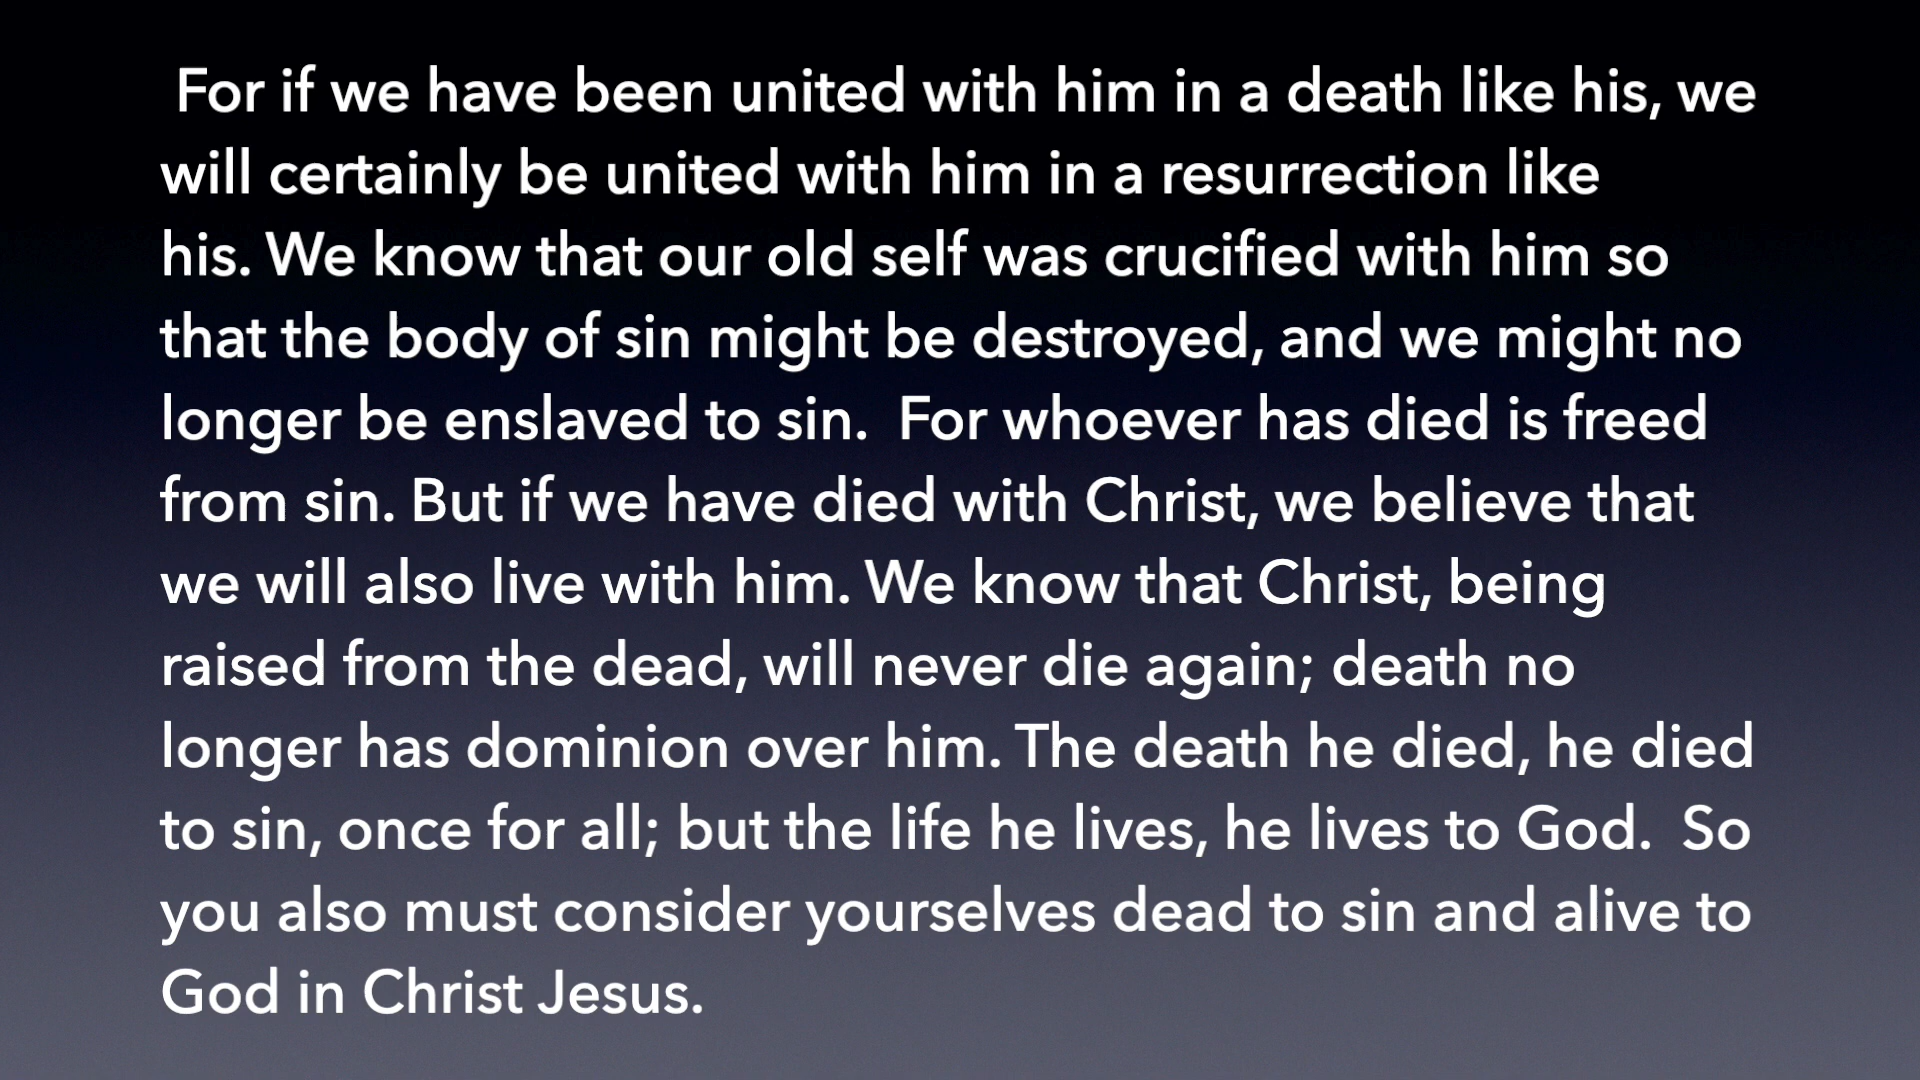 For if we have been united with him in a death like his, we
will certainly be united with him in a resurrection like
his. We know that our old self was crucified with him so
that the body of sin might be destroyed, and we might no
longer be enslaved to sin.  For whoever has died is freed
from sin. But if we have died with Christ, we believe that
we will also live with him. We know that Christ, being
raised from the dead, will never die again; death no
longer has dominion over him. The death he died, he died
to sin, once for all; but the life he lives, he lives to God.  So
you also must consider yourselves dead to sin and alive to
God in Christ Jesus.